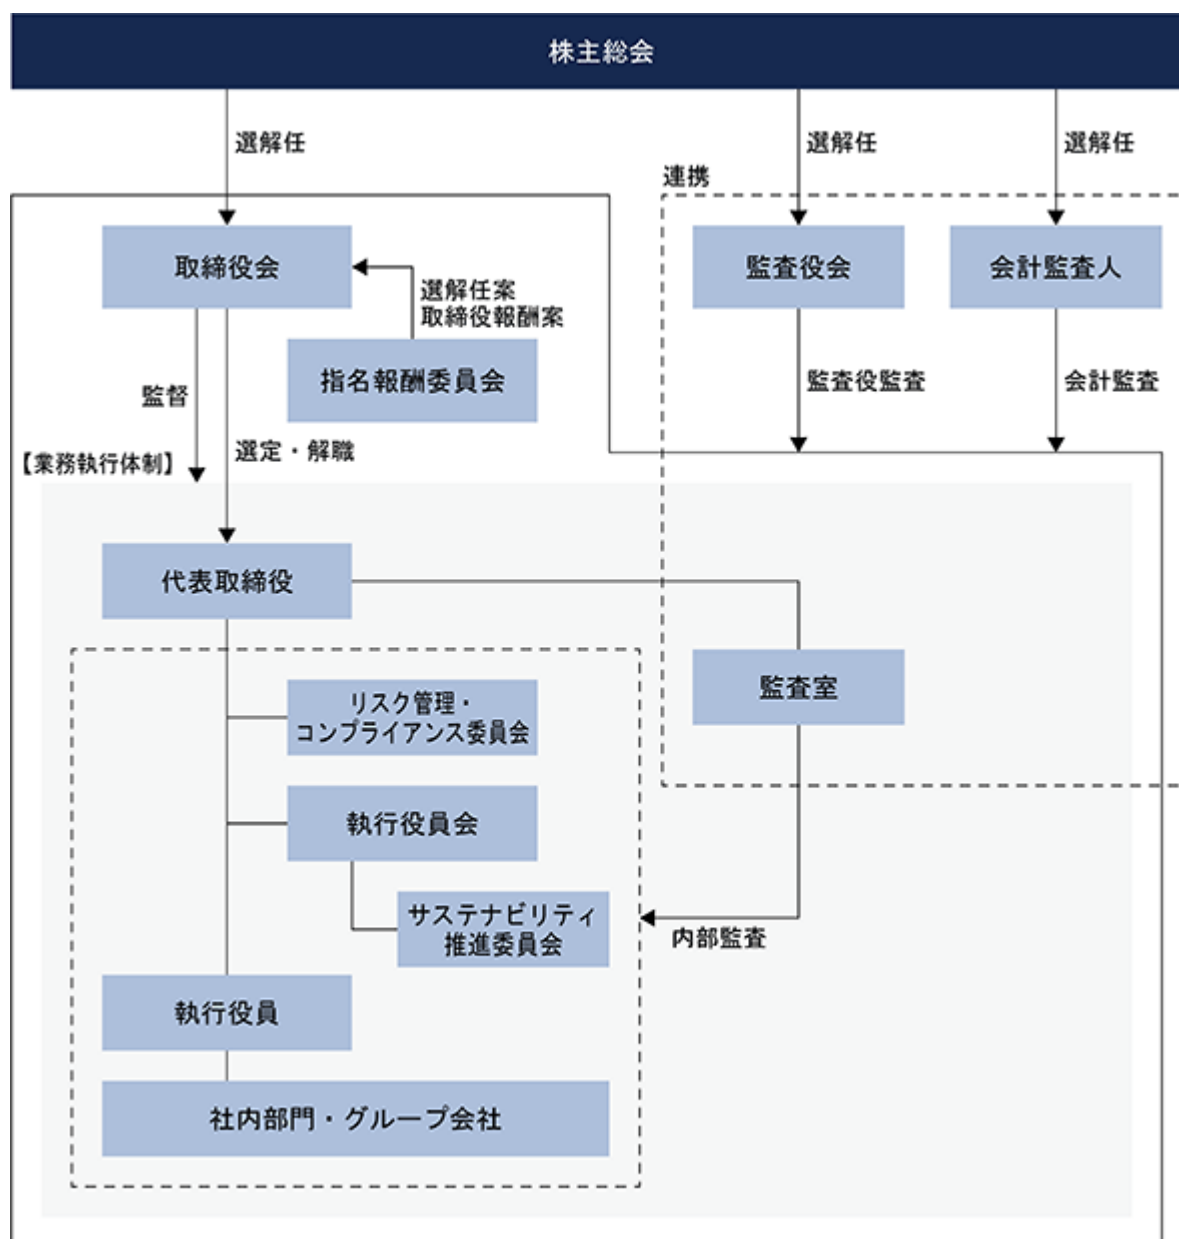 株主総会
選解任
選解任
選解任
連携
取締役会
監査役会
会計監査人
選解任案
取締役報酬案
指名報酬委員会
監督
監査役監査
会計監査
選定・解職
【業務執行体制】
代表取締役
監査室
リスク管理・
コンプライアンス委員会
執行役員会
サステナビリティ
推進委員会
内部監査
執行役員
社内部門・グループ会社